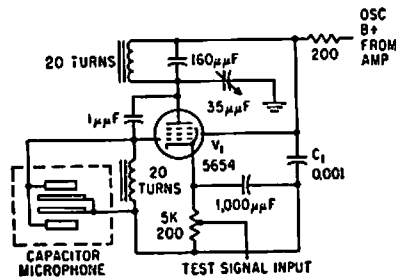 OSC
B+
FROM
AMP
200
20 TURNS
160μμF
35μμF
1μμF
V1
5654
20
TURNS
C1
0.001
1,000μμF
5K
200
CAPACITOR
MICROPHONE
TEST SIGNAL INPUT